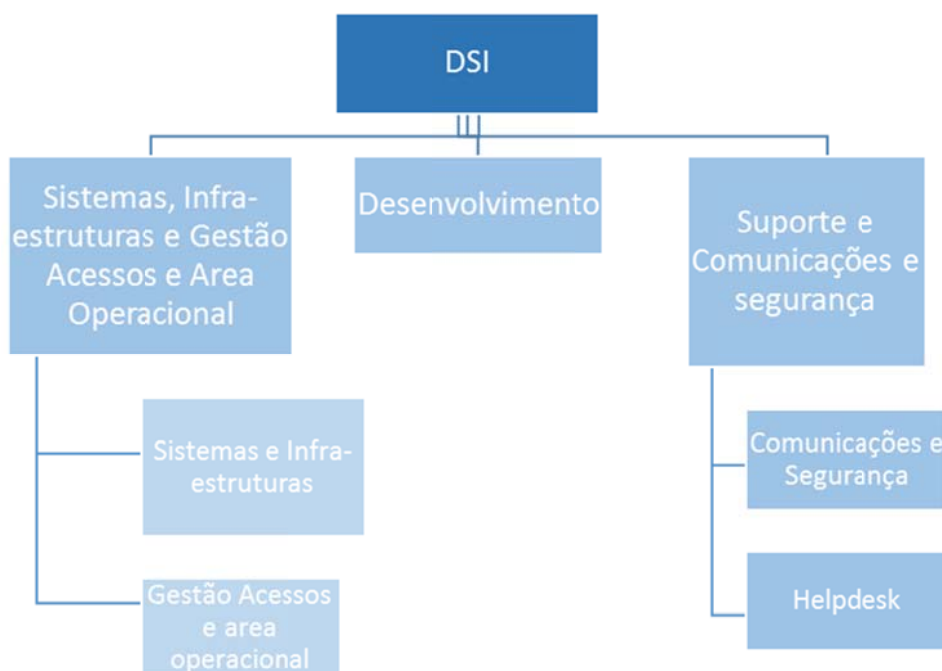 DSI
Sistemas, Infra-
estruturas e Gestão
Acessos e Area
Operacional
Desenvolvimento
Suporte e
Comunicações e
segurança
Sistemas e Infra-
estruturas
Gestão Acessos
e area
operacional
Comunicações e
Segurança
Helpdesk